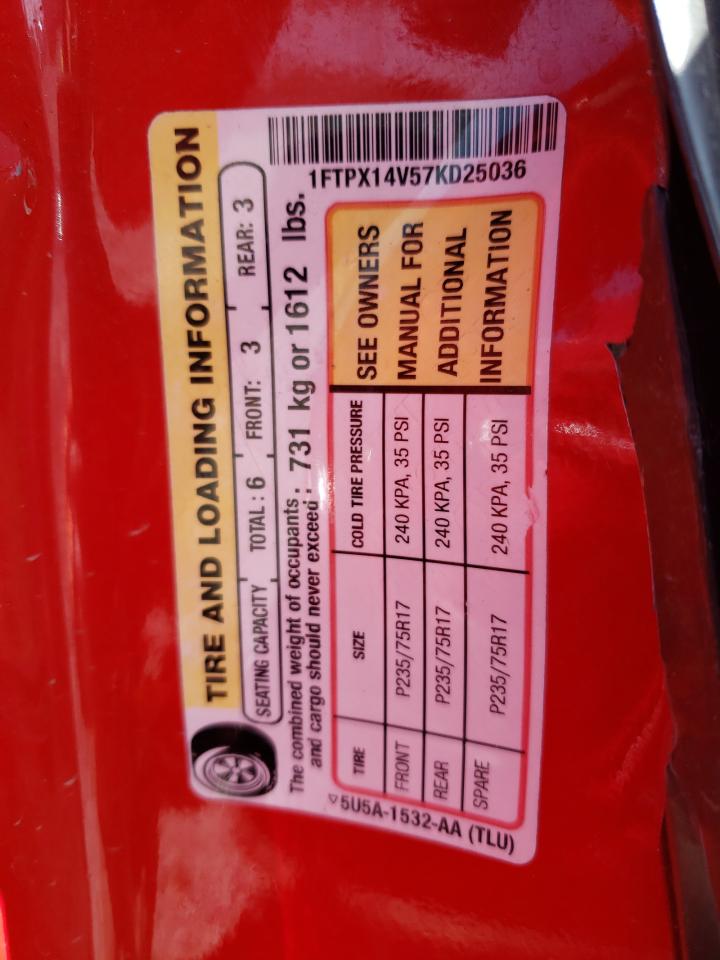 TIRE AND LOADING INFORMATION
SEATING CAPACITY TOTAL : 6 FRONT: 3 REAR: 3
The combined weight of occupants : 731 kg or 1612 lbs.
and cargo should never exceed :
1FTPX14V57KD25036
TIRE SIZE COLD TIRE PRESSURE
FRONT P235/75R17 240 KPA, 35 PSI
REAR P235/75R17 240 KPA, 35 PSI
SPARE P235/75R17 240 KPA, 35 PSI
SEE OWNERS
MANUAL FOR
ADDITIONAL
INFORMATION
5U5A-1532-AA (TLU)